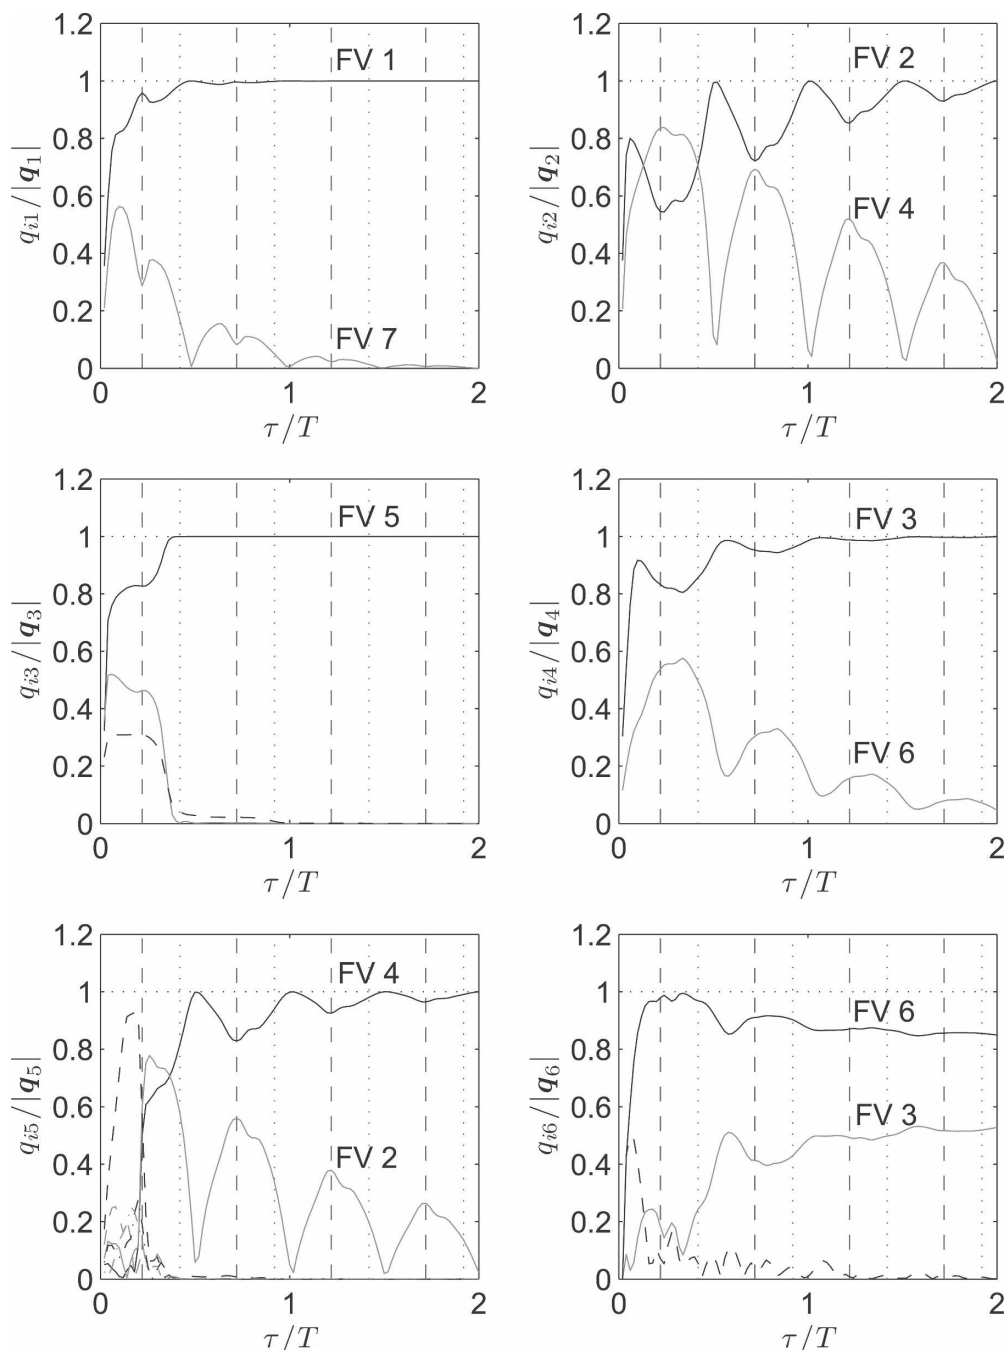 1.2
1
0.8
0.6
0.4
0.2
0
q_{i1}/|q_1|
FV 1
FV 7
0
1
2
τ/T
1.2
1
0.8
0.6
0.4
0.2
0
q_{i2}/|q_2|
FV 2
FV 4
0
1
2
τ/T
1.2
1
0.8
0.6
0.4
0.2
0
q_{i3}/|q_3|
FV 5
0
1
2
τ/T
1.2
1
0.8
0.6
0.4
0.2
0
q_{i4}/|q_4|
FV 3
FV 6
0
1
2
τ/T
1.2
1
0.8
0.6
0.4
0.2
0
q_{i5}/|q_5|
FV 4
FV 2
0
1
2
τ/T
1.2
1
0.8
0.6
0.4
0.2
0
q_{i6}/|q_6|
FV 6
FV 3
0
1
2
τ/T